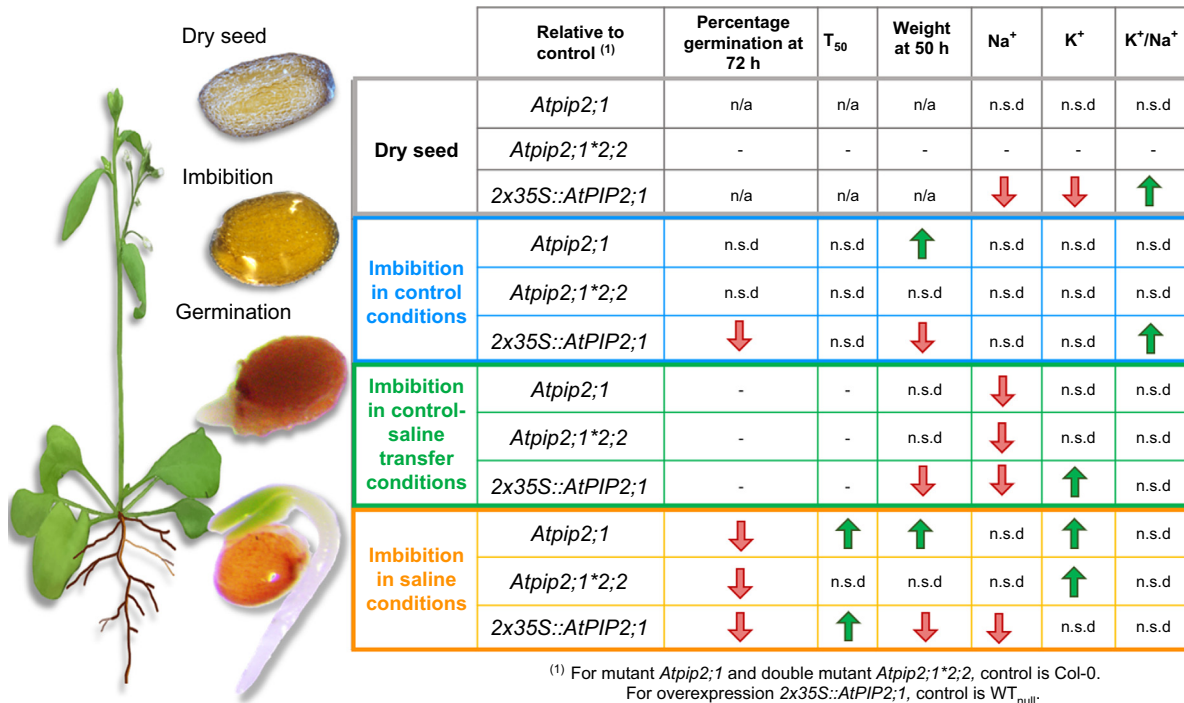 Dry seed
Imbibition
Germination
Relative to control (1) Percentage germination at 72 h T50 Weight at 50 h Na+ K+ K+/Na+
Dry seed
Atpip2;1 n/a n/a n/a n.s.d n.s.d n.s.d
Atpip2;1*2;2 - - - - - -
2x35S::AtPIP2;1 n/a n/a n/a
Imbibition in control conditions
Atpip2;1 n.s.d n.s.d n.s.d n.s.d n.s.d
Atpip2;1*2;2 n.s.d n.s.d n.s.d n.s.d n.s.d n.s.d
2x35S::AtPIP2;1 n.s.d n.s.d n.s.d
Imbibition in control-saline transfer conditions
Atpip2;1 - - n.s.d n.s.d n.s.d
Atpip2;1*2;2 - - n.s.d n.s.d n.s.d
2x35S::AtPIP2;1 - - n.s.d
Imbibition in saline conditions
Atpip2;1 n.s.d n.s.d
Atpip2;1*2;2 n.s.d n.s.d n.s.d n.s.d
2x35S::AtPIP2;1 n.s.d n.s.d
(1) For mutant Atpip2;1 and double mutant Atpip2;1*2;2, control is Col-0.
For overexpression 2x35S::AtPIP2;1, control is WTnull.